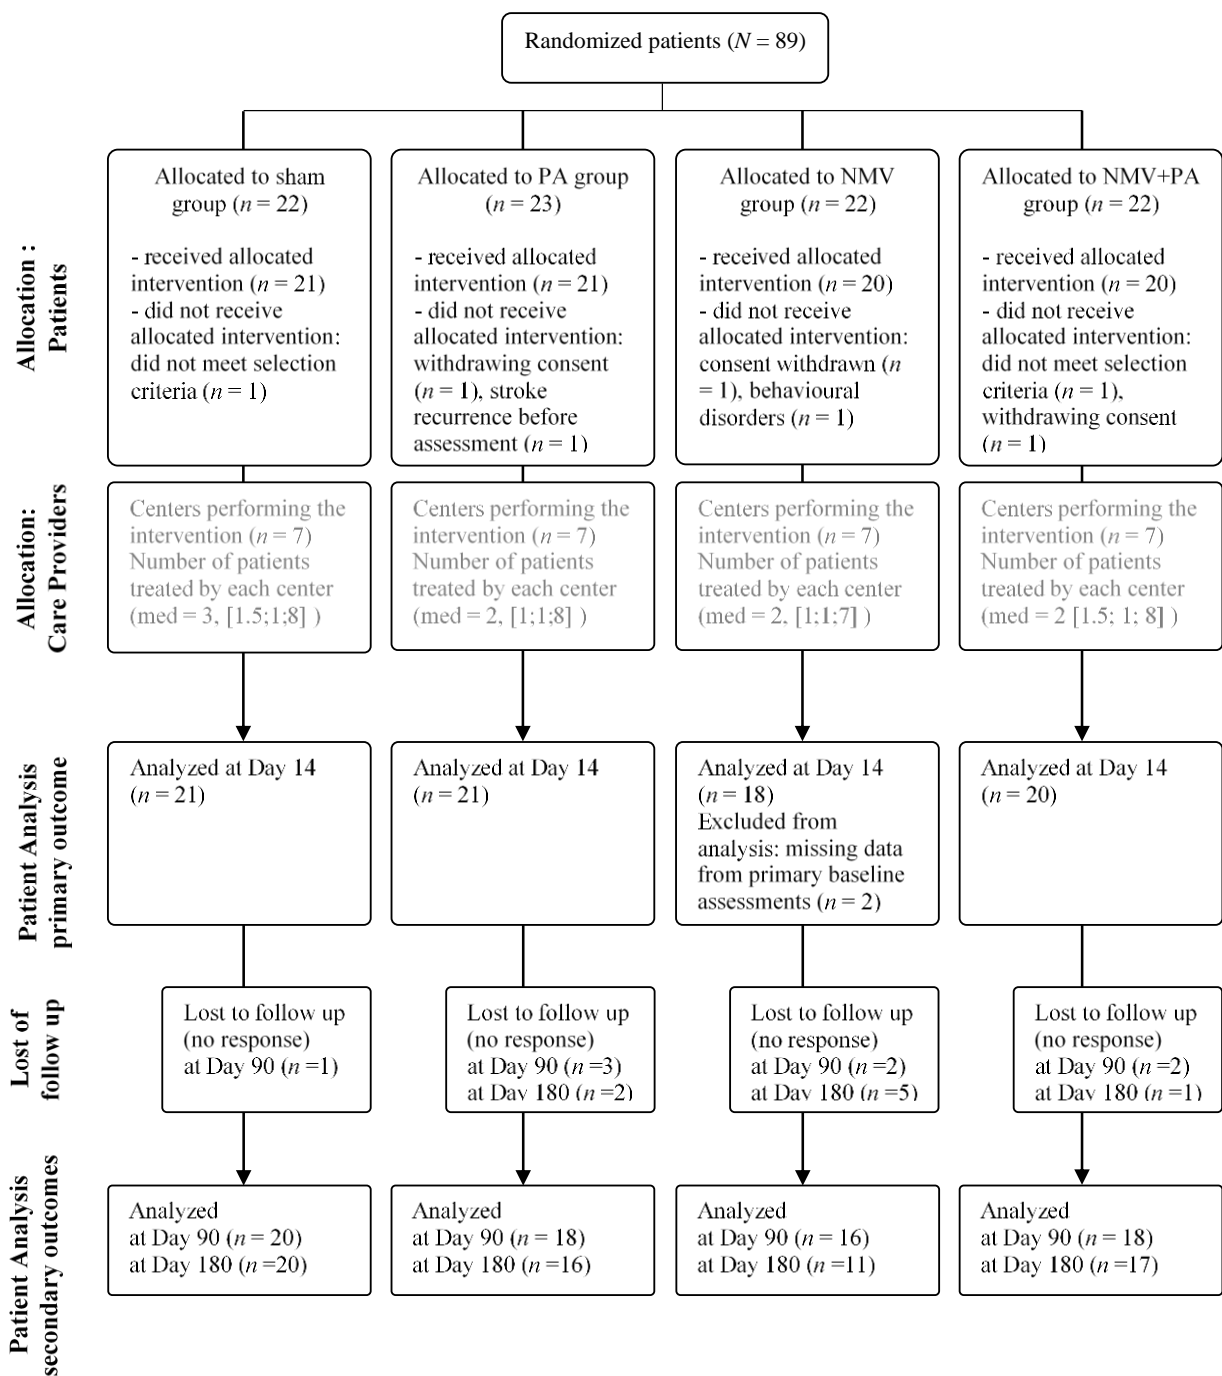 Randomized patients (N = 89)
Allocation :
Patients
Allocated to sham
group (n = 22)
- received allocated
intervention (n = 21)
- did not receive
allocated intervention:
did not meet selection
criteria (n = 1)
Allocated to PA group
(n = 23)
- received allocated
intervention (n = 21)
- did not receive
allocated intervention:
withdrawing consent
(n = 1), stroke
recurrence before
assessment (n = 1)
Allocated to NMV
group (n = 22)
- received allocated
intervention (n = 20)
- did not receive
allocated intervention:
consent withdrawn (n
= 1), behavioural
disorders (n = 1)
Allocated to NMV+PA
group (n = 22)
- received allocated
intervention (n = 20)
- did not receive
allocated intervention:
did not meet selection
criteria (n = 1),
withdrawing consent
(n = 1)
Allocation:
Care Providers
Centers performing the
intervention (n = 7)
Number of patients
treated by each center
(med = 3, [1.5;1;8] )
Centers performing the
intervention (n = 7)
Number of patients
treated by each center
(med = 2, [1;1;8] )
Centers performing the
intervention (n = 7)
Number of patients
treated by each center
(med = 2, [1;1;7] )
Centers performing the
intervention (n = 7)
Number of patients
treated by each center
(med = 2 [1.5; 1; 8] )
Patient Analysis
primary outcome
Analyzed at Day 14
(n = 21)
Analyzed at Day 14
(n = 21)
Analyzed at Day 14
(n = 18)
Excluded from
analysis: missing data
from primary baseline
assessments (n = 2)
Analyzed at Day 14
(n = 20)
Lost of
follow up
Lost to follow up
(no response)
at Day 90 (n =1)
Lost to follow up
(no response)
at Day 90 (n =3)
at Day 180 (n =2)
Lost to follow up
(no response)
at Day 90 (n =2)
at Day 180 (n =5)
Lost to follow up
(no response)
at Day 90 (n =2)
at Day 180 (n =1)
Patient Analysis
secondary outcomes
Analyzed
at Day 90 (n = 20)
at Day 180 (n =20)
Analyzed
at Day 90 (n = 18)
at Day 180 (n =16)
Analyzed
at Day 90 (n = 16)
at Day 180 (n =11)
Analyzed
at Day 90 (n = 18)
at Day 180 (n =17)